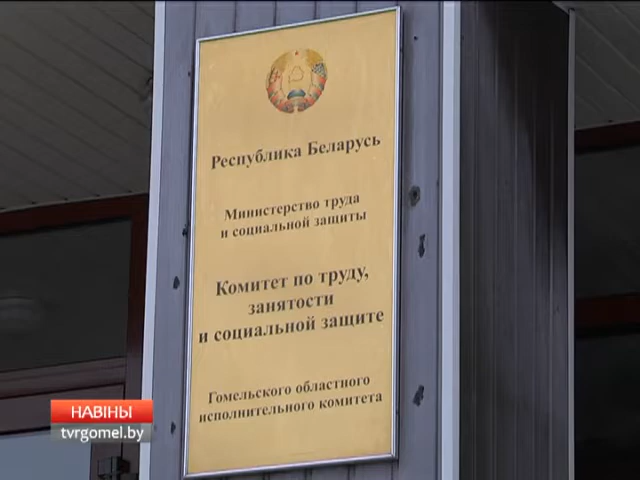 Республика Беларусь
Министерство труда
и социальной защиты
Комитет по труду,
занятости
и социальной защите
Гомельского областного
исполнительного комитета
НАВІНЫ
tvrgomel.by